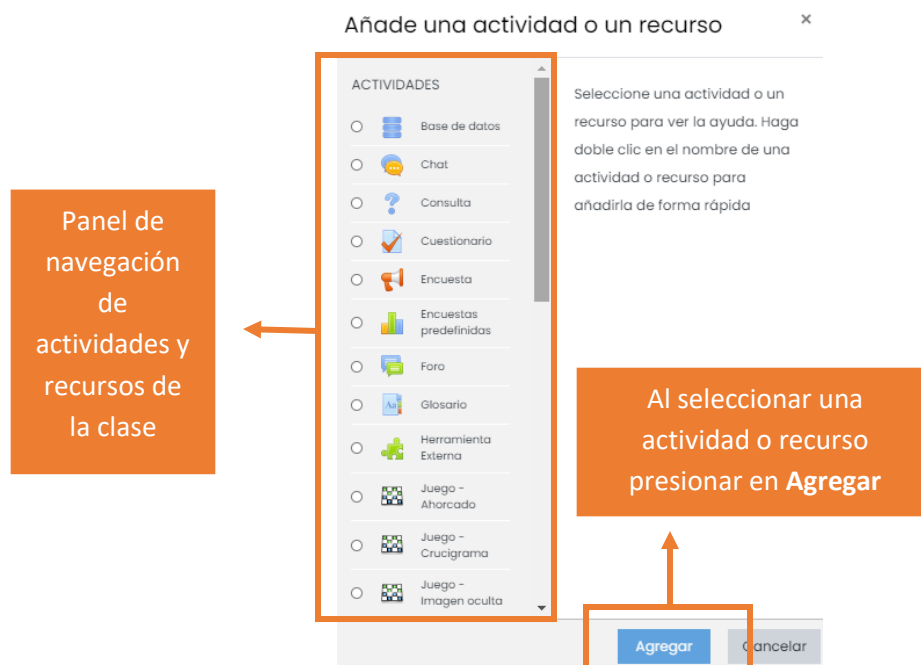 Añade una actividad o un recurso
×
ACTIVIDADES
Base de datos
Chat
Consulta
Cuestionario
Encuesta
Encuestas
predefinidas
Foro
Glosario
Herramienta
Externa
Juego -
Ahorcado
Juego -
Crucigrama
Juego -
Imagen oculta
Seleccione una actividad o un
recurso para ver la ayuda. Haga
doble clic en el nombre de una
actividad o recurso para
añadirla de forma rápida
Panel de
navegación
de
actividades y
recursos de
la clase
Al seleccionar una
actividad o recurso
presionar en Agregar
Agregar
Cancelar